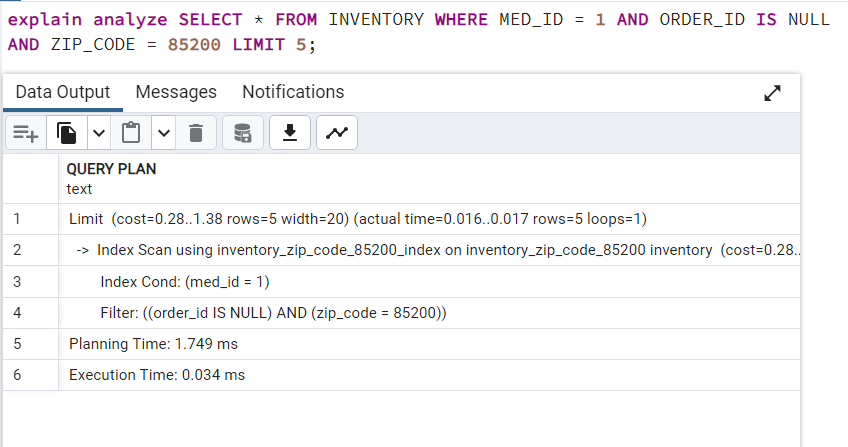 explain analyze SELECT * FROM INVENTORY WHERE MED_ID = 1 AND ORDER_ID IS NULL
AND ZIP_CODE = 85200 LIMIT 5;
Data Output Messages Notifications
QUERY PLAN
text
1 Limit (cost=0.28..1.38 rows=5 width=20) (actual time=0.016..0.017 rows=5 loops=1)
2 -> Index Scan using inventory_zip_code_85200_index on inventory_zip_code_85200 inventory (cost=0.28..
3 Index Cond: (med_id = 1)
4 Filter: ((order_id IS NULL) AND (zip_code = 85200))
5 Planning Time: 1.749 ms
6 Execution Time: 0.034 ms